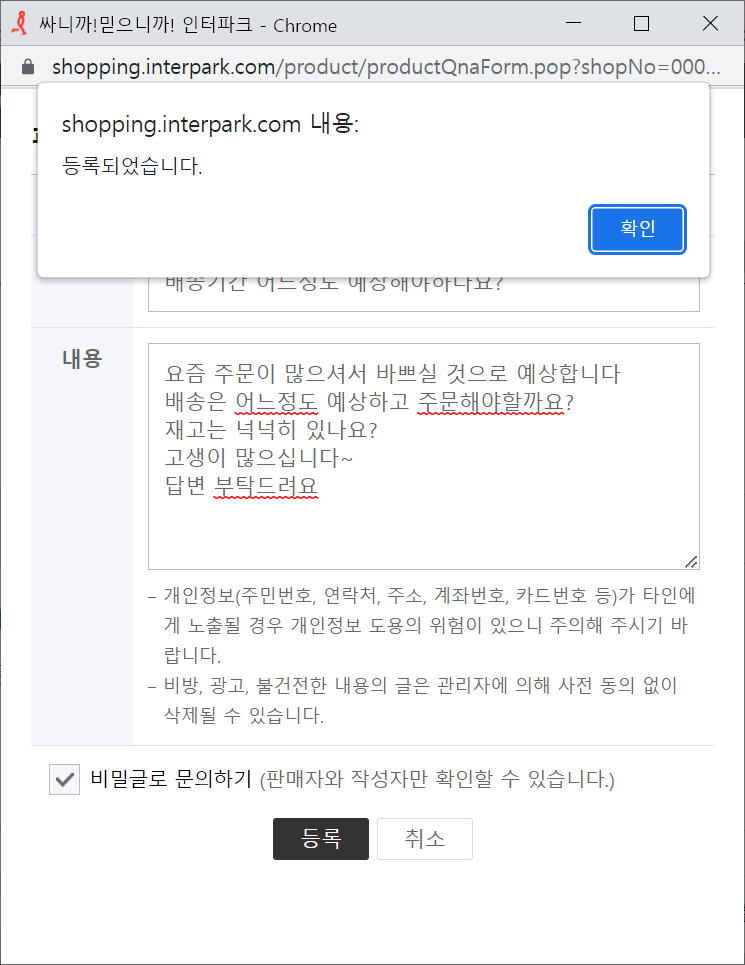 싸니까!믿으니까! 인터파크 - Chrome
shopping.interpark.com/product/productQnaForm.pop?shopNo=000...
shopping.interpark.com 내용:
등록되었습니다.
확인
배송기간 어느정도 예상해야하나요?
내용
요즘 주문이 많으셔서 바쁘실 것으로 예상합니다
배송은 어느정도 예상하고 주문해야할까요?
재고는 넉넉히 있나요?
고생이 많으십니다~
답변 부탁드려요
– 개인정보(주민번호, 연락처, 주소, 계좌번호, 카드번호 등)가 타인에
게 노출될 경우 개인정보 도용의 위험이 있으니 주의해 주시기 바
랍니다.
– 비방, 광고, 불건전한 내용의 글은 관리자에 의해 사전 동의 없이
삭제될 수 있습니다.
비밀글로 문의하기 (판매자와 작성자만 확인할 수 있습니다.)
등록 취소